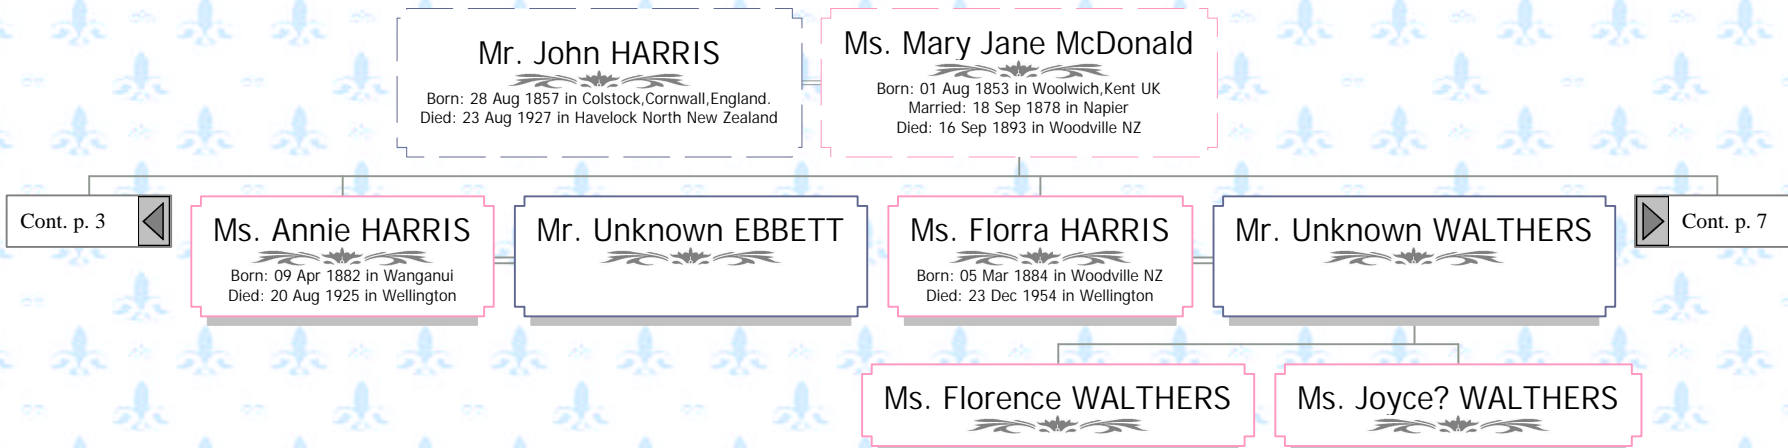 Mr. John HARRIS
Born: 28 Aug 1857 in Colstock,Cornwall,England.
Died: 23 Aug 1927 in Havelock North New Zealand
Ms. Mary Jane McDonald
Born: 01 Aug 1853 in Woolwich,Kent UK
Married: 18 Sep 1878 in Napier
Died: 16 Sep 1893 in Woodville NZ
Cont. p. 3
Ms. Annie HARRIS
Born: 09 Apr 1882 in Wanganui
Died: 20 Aug 1925 in Wellington
Mr. Unknown EBBETT
Ms. Florra HARRIS
Born: 05 Mar 1884 in Woodville NZ
Died: 23 Dec 1954 in Wellington
Mr. Unknown WALTHERS
Cont. p. 7
Ms. Florence WALTHERS
Ms. Joyce? WALTHERS